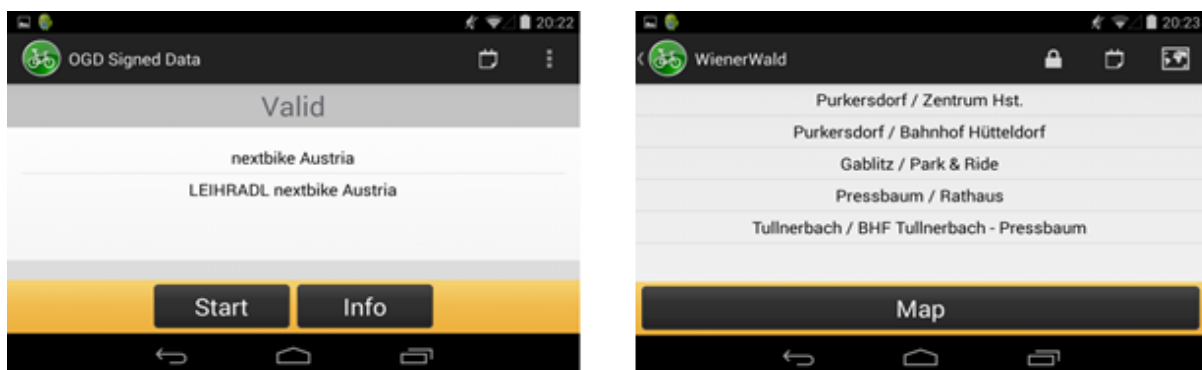 20:22
OGD Signed Data
Valid
nextbike Austria
LEIHRADL nextbike Austria
Start
Info
20:23
WienerWald
Purkersdorf / Zentrum Hst.
Purkersdorf / Bahnhof Hütteldorf
Gablitz / Park & Ride
Pressbaum / Rathaus
Tullnerbach / BHF Tullnerbach - Pressbaum
Map